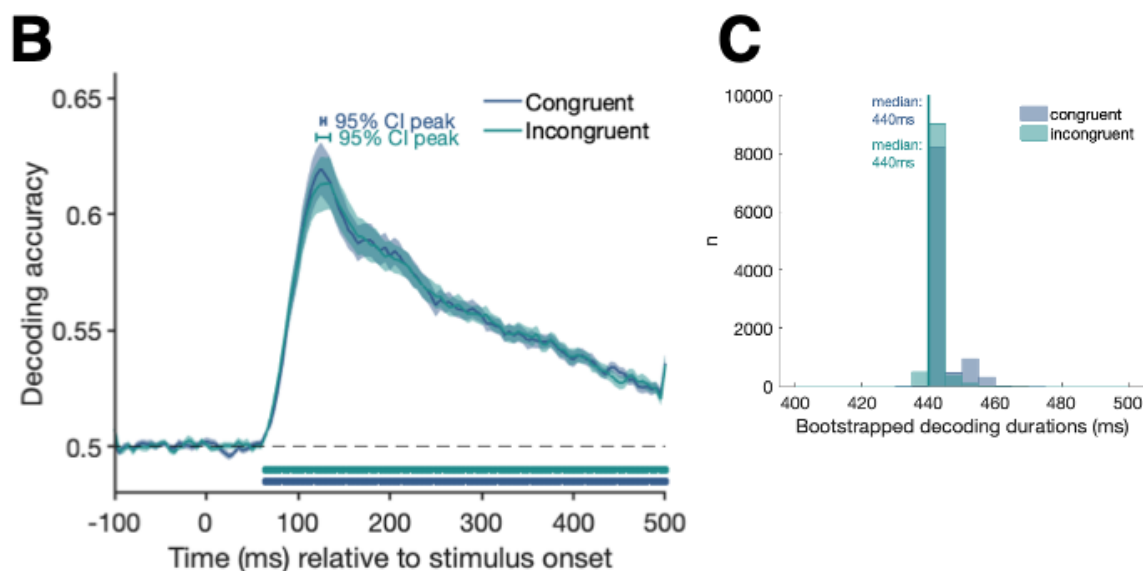 B
0.65
0.6
0.55
0.5
Decoding accuracy
95% CI peak
95% CI peak
Congruent
Incongruent
-100 0 100 200 300 400 500
Time (ms) relative to stimulus onset
C
10000
8000
6000
4000
2000
0
n
median:
440ms
median:
440ms
congruent
incongruent
400 420 440 460 480 500
Bootstrapped decoding durations (ms)